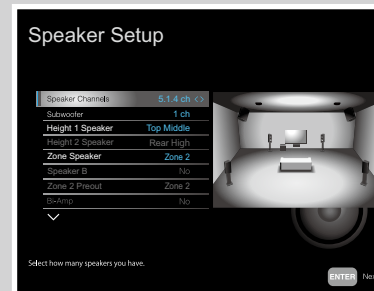 Speaker Setup
Speaker Channels 5.1.4 ch < >
Subwoofer 1 ch
Height 1 Speaker Top Middle
Height 2 Speaker Rear High
Zone Speaker Zone 2
Speaker B No
Zone 2 Preout Zone 2
Bi-Amp No
Select how many speakers you have.
ENTER